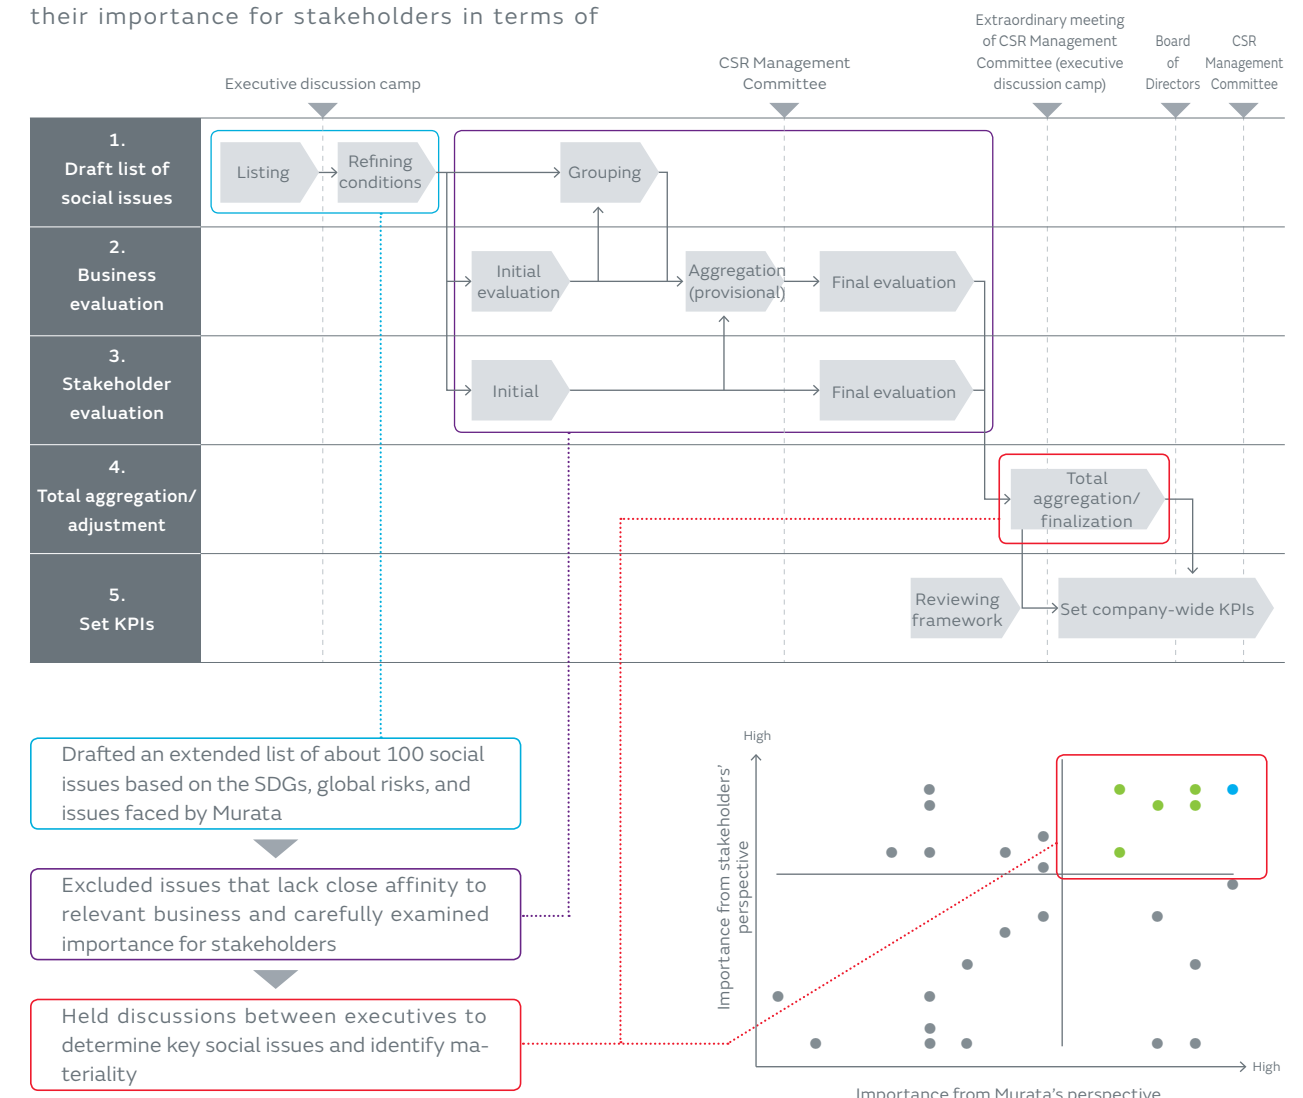 their importance for stakeholders in terms of
Executive discussion camp
CSR Management
Committee
Extraordinary meeting
of CSR Management
Committee (executive
discussion camp)
Board
of
Directors
CSR
Management
Committee
1.
Draft list of
social issues
Listing
Refining
conditions
Grouping
2.
Business
evaluation
Initial
evaluation
Aggregation
(provisional)
Final evaluation
3.
Stakeholder
evaluation
Initial
Final evaluation
4.
Total aggregation/
adjustment
Total
aggregation/
finalization
5.
Set KPIs
Reviewing
framework
Set company-wide KPIs
Drafted an extended list of about 100 social
issues based on the SDGs, global risks, and
issues faced by Murata
Excluded issues that lack close affinity to
relevant business and carefully examined
importance for stakeholders
Held discussions between executives to
determine key social issues and identify ma-
teriality
High
Importance from stakeholders'
perspective
High
Importance from Murata's perspective